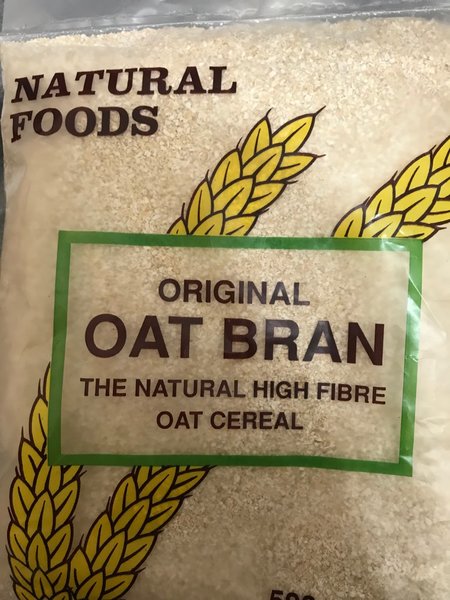 NATURAL
FOODS
ORIGINAL
OAT BRAN
THE NATURAL HIGH FIBRE
OAT CEREAL